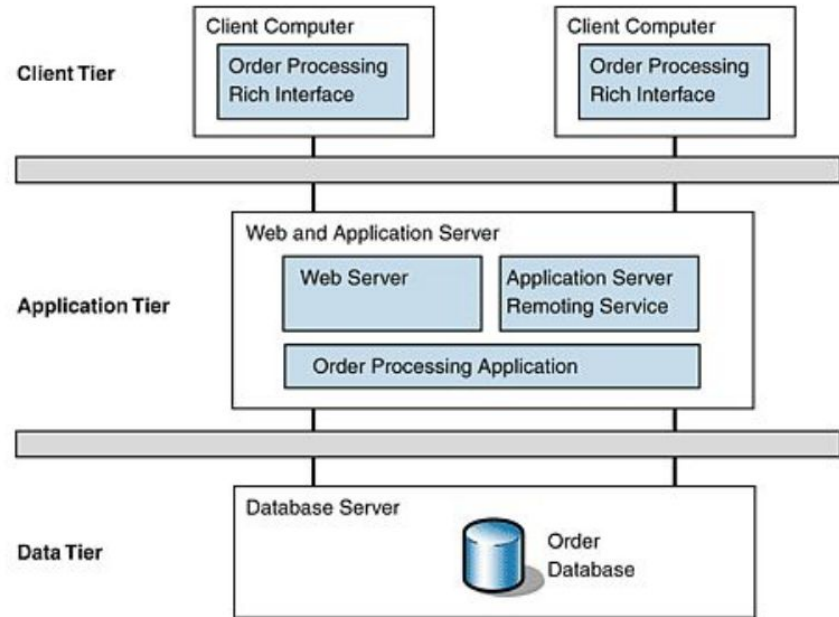 Client Computer
Order Processing
Rich Interface
Client Computer
Order Processing
Rich Interface
Client Tier
Web and Application Server
Web Server
Application Server
Remoting Service
Application Tier
Order Processing Application
Database Server
Order
Database
Data Tier